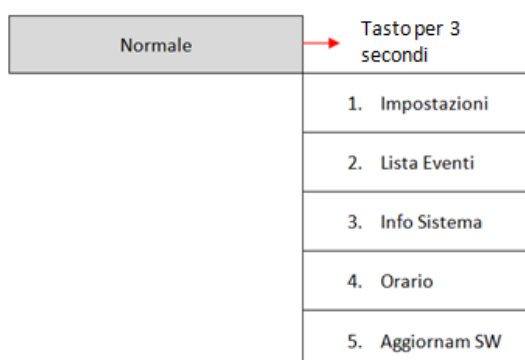 Normale
Tasto per 3
secondi
1. Impostazioni
2. Lista Eventi
3. Info Sistema
4. Orario
5. Aggiornam SW